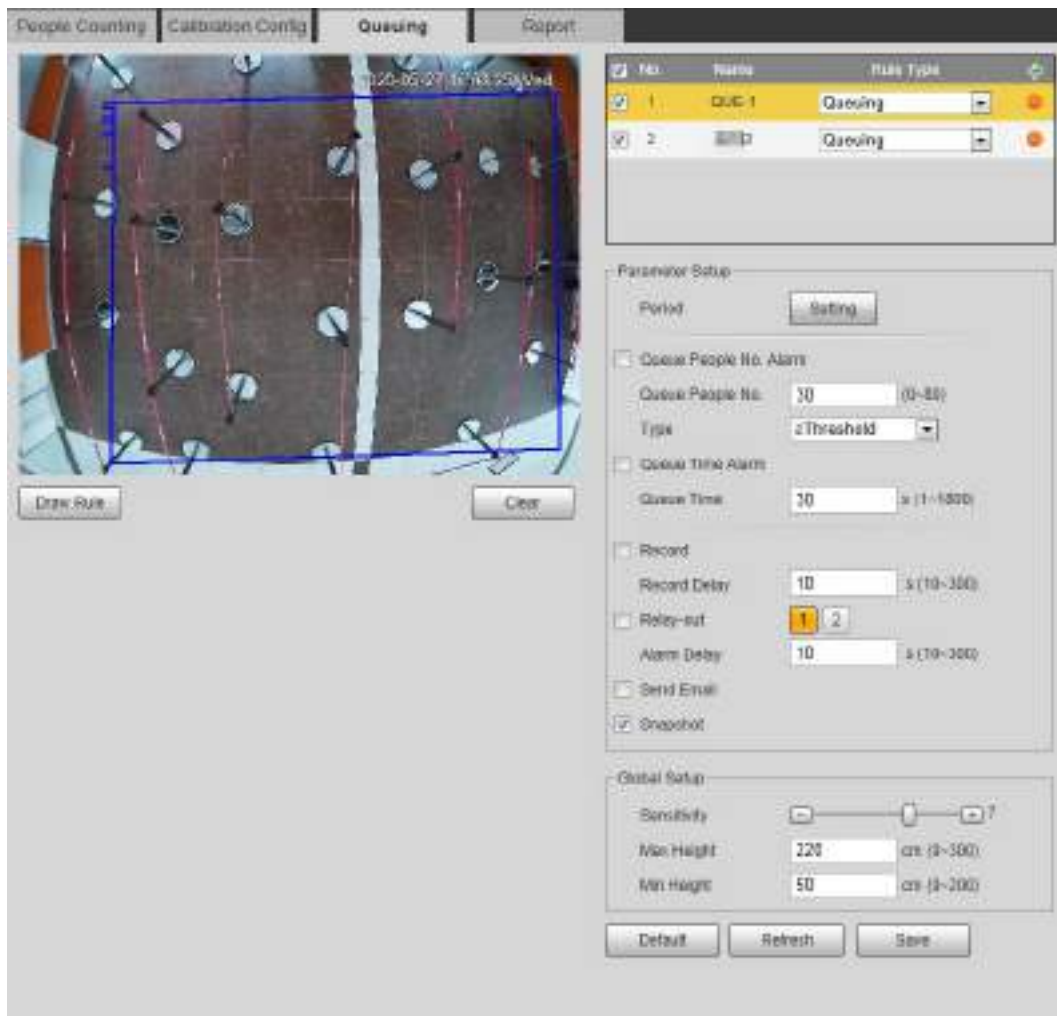 People Counting Calibration Config Queuing Report
No. Name Rule Type
1 QUE-1 Queuing
2 Queuing
Draw Rule Clear
Parameter Setup
Period Setting
Queue People No. Alarm
Queue People No. 30 (0~80)
Type ≥Threshold
Queue Time Alarm
Queue Time 30 s (1~1800)
Record
Record Delay 10 s (10~300)
Relay-out 1 2
Alarm Delay 10 s (10~300)
Send Email
Snapshot
Global Setup
Sensitivity 7
Max Height 220 cm (0~300)
Min Height 50 cm (0~200)
Default Refresh Save